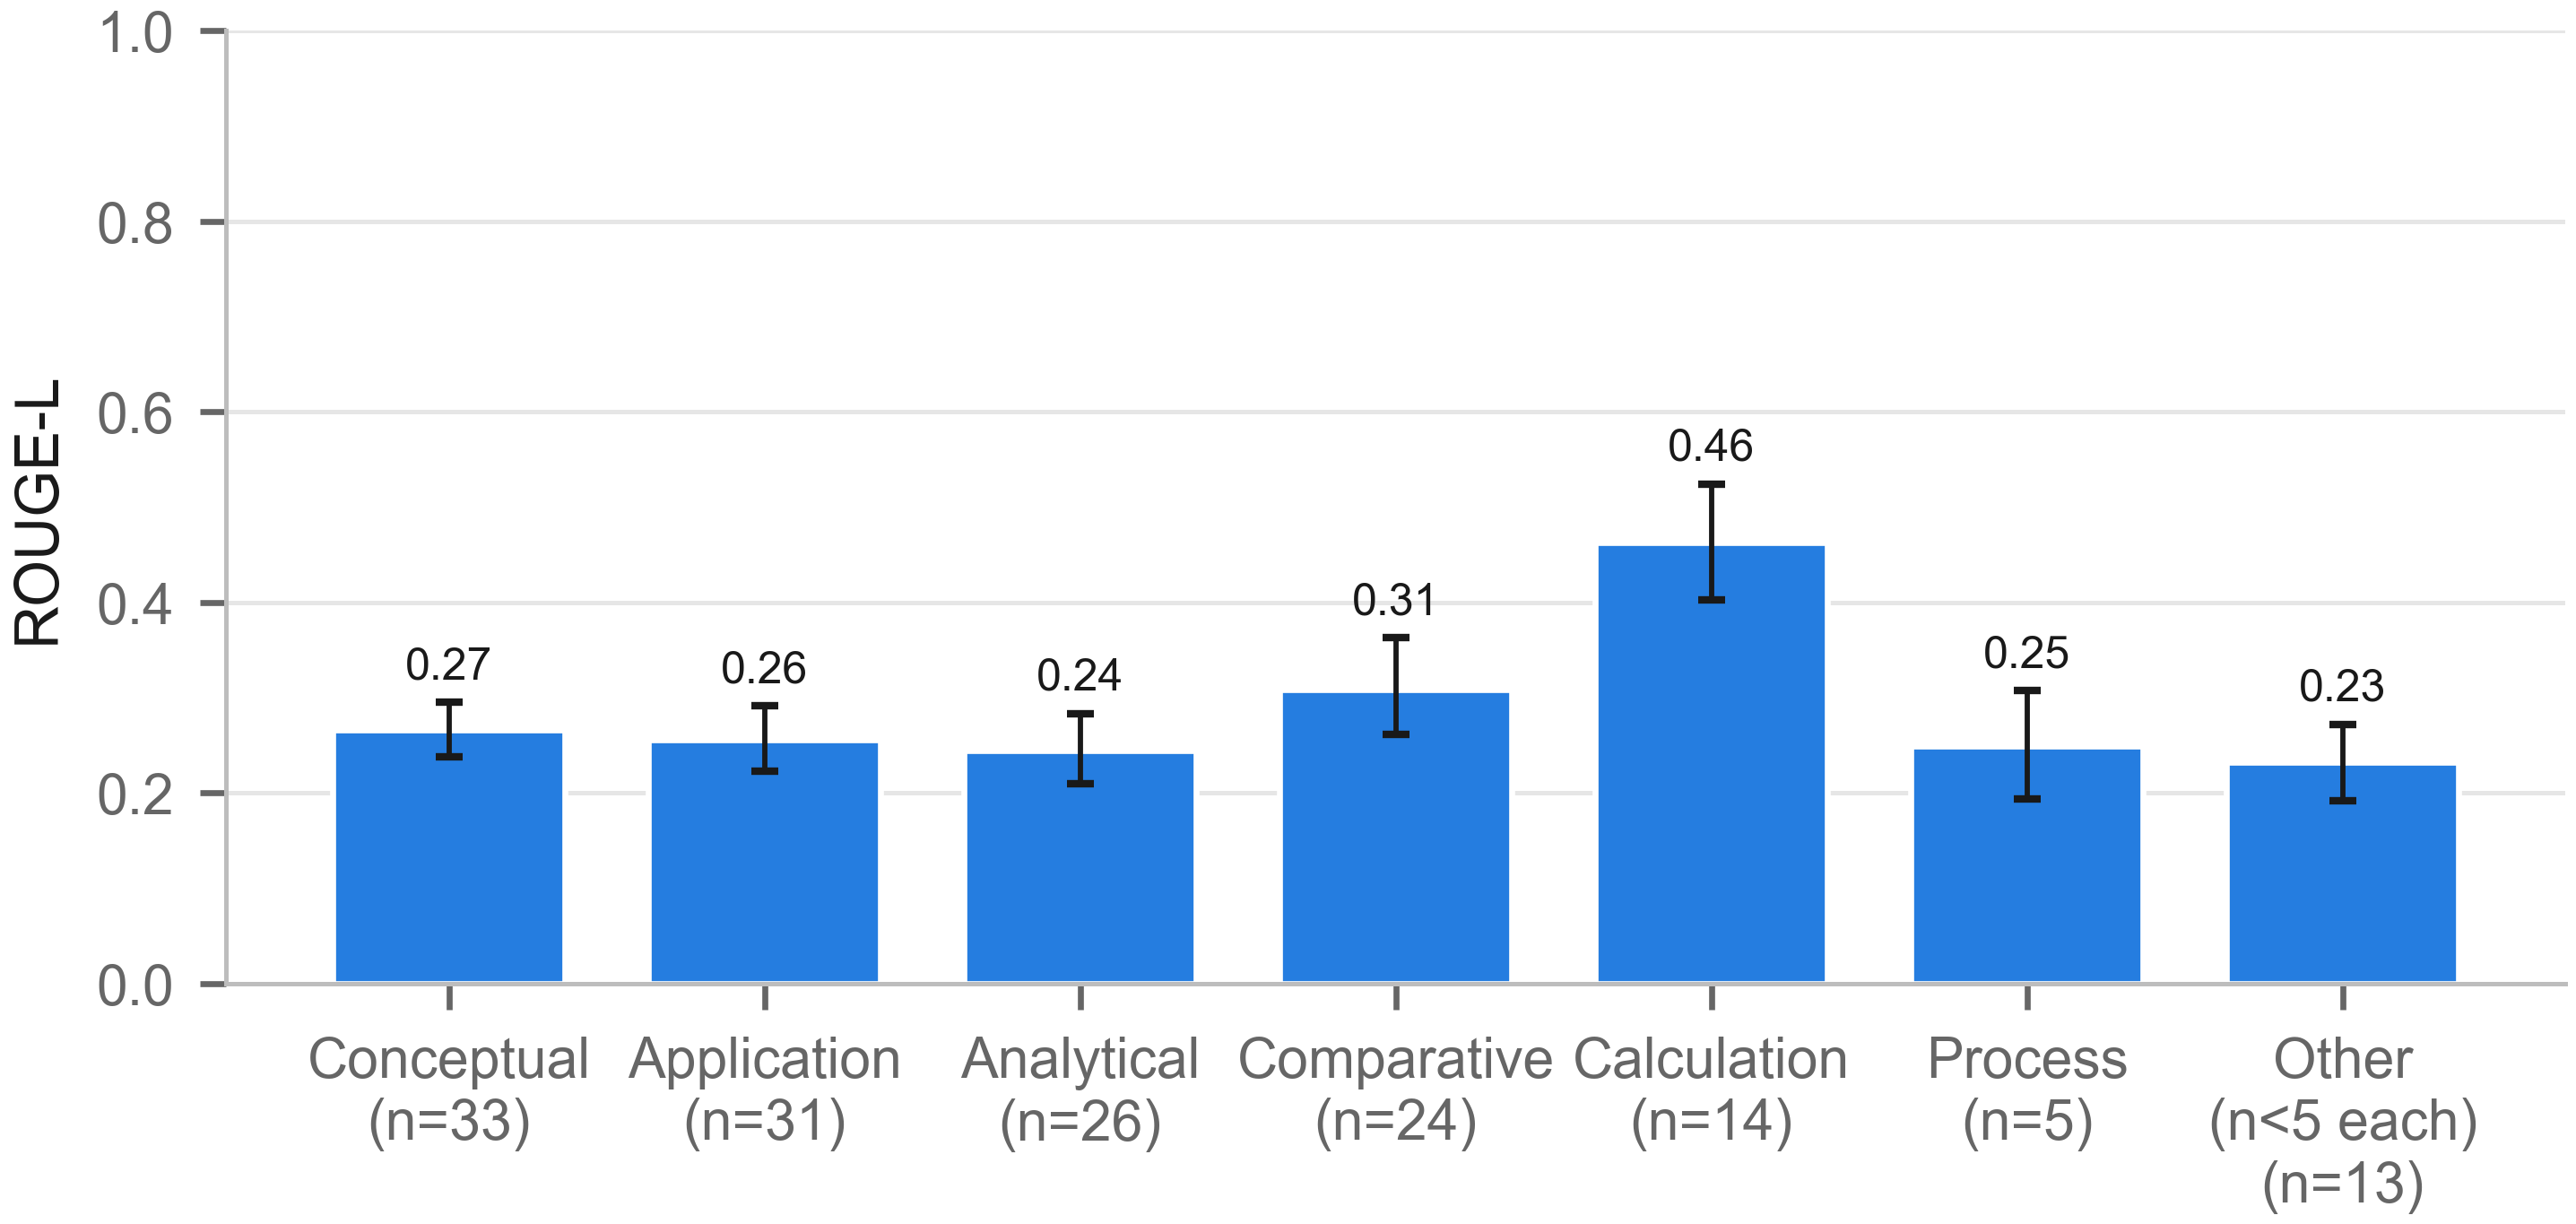 ROUGE-L
1.0
0.8
0.6
0.4
0.2
0.0
0.27
0.26
0.24
0.31
0.46
0.25
0.23
Conceptual
(n=33)
Application
(n=31)
Analytical
(n=26)
Comparative
(n=24)
Calculation
(n=14)
Process
(n=5)
Other
(n<5 each)
(n=13)